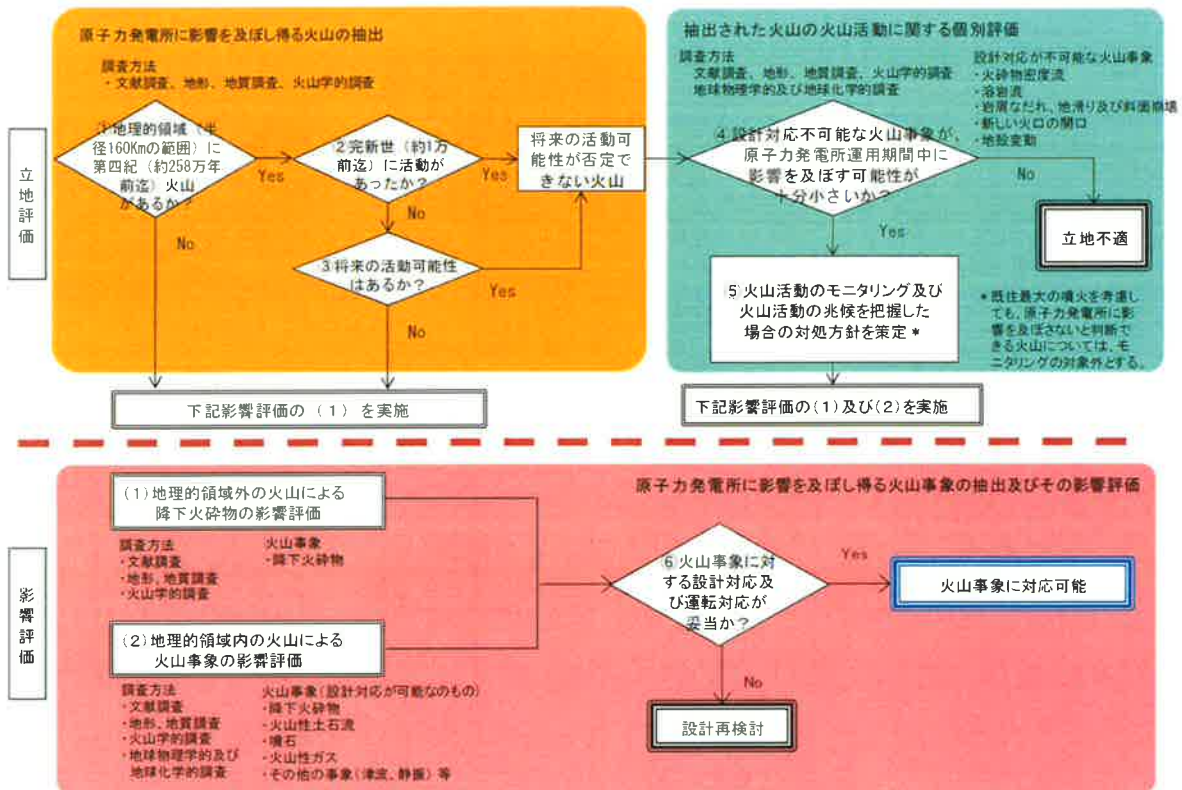 立地評価
原子力発電所に影響を及ぼし得る火山の抽出
調査方法
・文献調査、地形、地質調査、火山学的調査
①地理的領域（半
径160Kmの範囲）に
第四紀（約258万年
前迄）火山
があるか？
Yes
No
②完新世（約1万
前迄）に活動が
あったか？
Yes
No
③将来の活動可能性
はあるか？
Yes
No
将来の活動可
能性が否定で
きない火山
下記影響評価の（１）を実施
抽出された火山の火山活動に関する個別評価
調査方法
文献調査、地形、地質調査、火山学的調査
地球物理学的及び地球化学的調査
設計対応が不可能な火山事象
・火砕物密度流
・溶岩流
・岩屑なだれ、地滑り及び斜面崩壊
・新しい火口の開口
・地殻変動
④設計対応不可能な火山事象が、
原子力発電所運用期間中に
影響を及ぼす可能性が
十分小さいか？
No
Yes
立地不適
⑤火山活動のモニタリング及び
火山活動の兆候を把握した
場合の対処方針を策定＊
＊既往最大の噴火を考慮し
ても、原子力発電所に影
響を及ぼさないと判断で
きる火山については、モ
ニタリングの対象外とする。
下記影響評価の(１)及び(２)を実施
影響評価
原子力発電所に影響を及ぼし得る火山事象の抽出及びその影響評価
(１)地理的領域外の火山による
降下火砕物の影響評価
調査方法
・文献調査
・地形、地質調査
・火山学的調査
火山事象
・降下火砕物
(２)地理的領域内の火山による
火山事象の影響評価
調査方法
・文献調査
・地形、地質調査
・火山学的調査
・地球物理学的及び
地球化学的調査
火山事象(設計対応が可能なのもの)
・降下火砕物
・火山性土石流
・噴石
・火山性ガス
・その他の事象(津波、静振)等
⑥火山事象に対
する設計対応及
び運転対応が
妥当か？
Yes
No
火山事象に対応可能
設計再検討